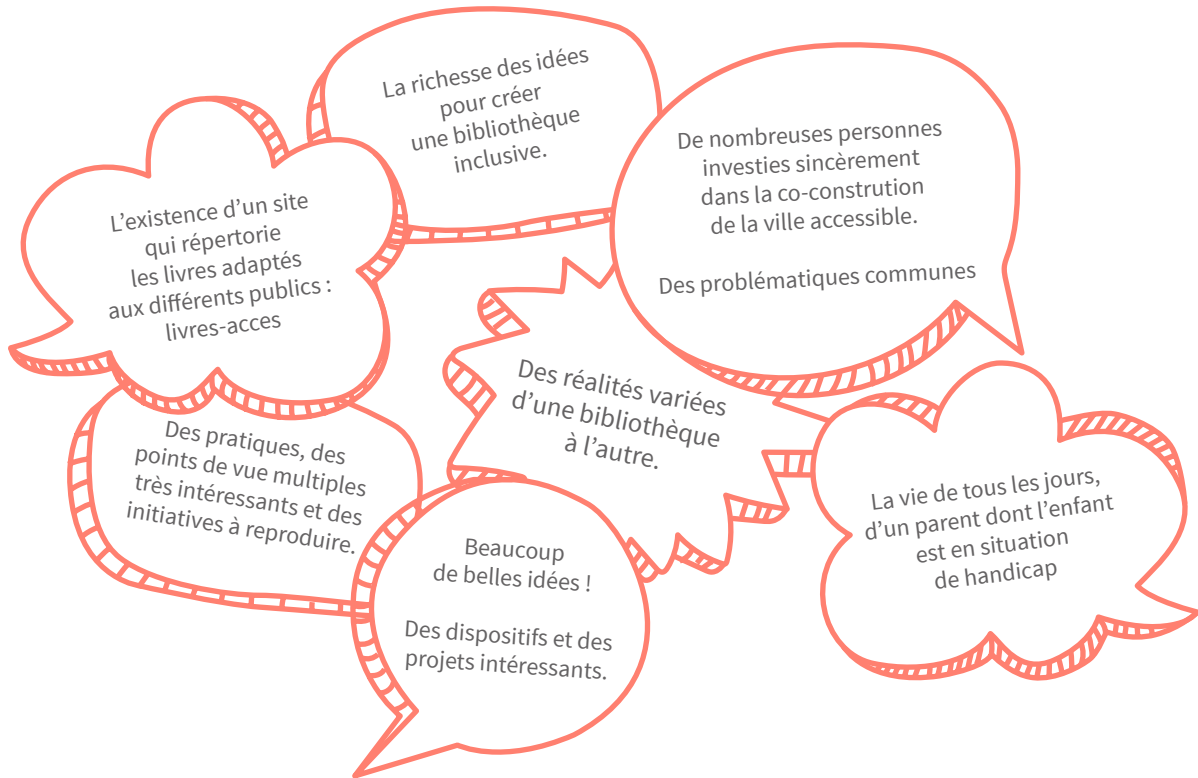 La richesse des idées
pour créer
une bibliothèque
inclusive.
De nombreuses personnes
investies sincèrement
dans la co-constrution
de la ville accessible.
Des problématiques communes
L’existence d’un site
qui répertorie
les livres adaptés
aux différents publics :
livres-acces
Des réalités variées
d’une bibliothèque
à l’autre.
Des pratiques, des
points de vue multiples
très intéressants et des
initiatives à reproduire.
La vie de tous les jours,
d’un parent dont l’enfant
est en situation
de handicap
Beaucoup
de belles idées !
Des dispositifs et des
projets intéressants.